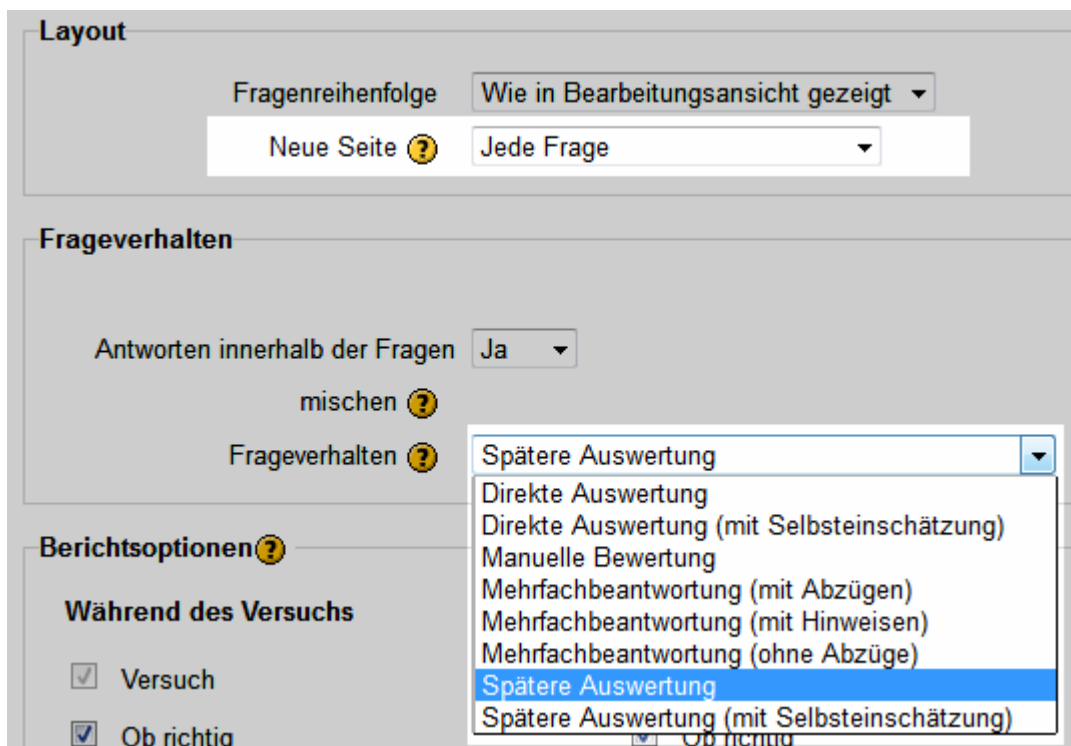 Layout
Fragenreihenfolge Wie in Bearbeitungsansicht gezeigt
Neue Seite ? Jede Frage
Frageverhalten
Antworten innerhalb der Fragen Ja
mischen ?
Frageverhalten ? Spätere Auswertung
Direkte Auswertung
Direkte Auswertung (mit Selbsteinschätzung)
Manuelle Bewertung
Mehrfachbeantwortung (mit Abzügen)
Mehrfachbeantwortung (mit Hinweisen)
Mehrfachbeantwortung (ohne Abzüge)
Spätere Auswertung
Spätere Auswertung (mit Selbsteinschätzung)
Berichtsoptionen ?
Während des Versuchs
Versuch
Ob richtig Ob richtig